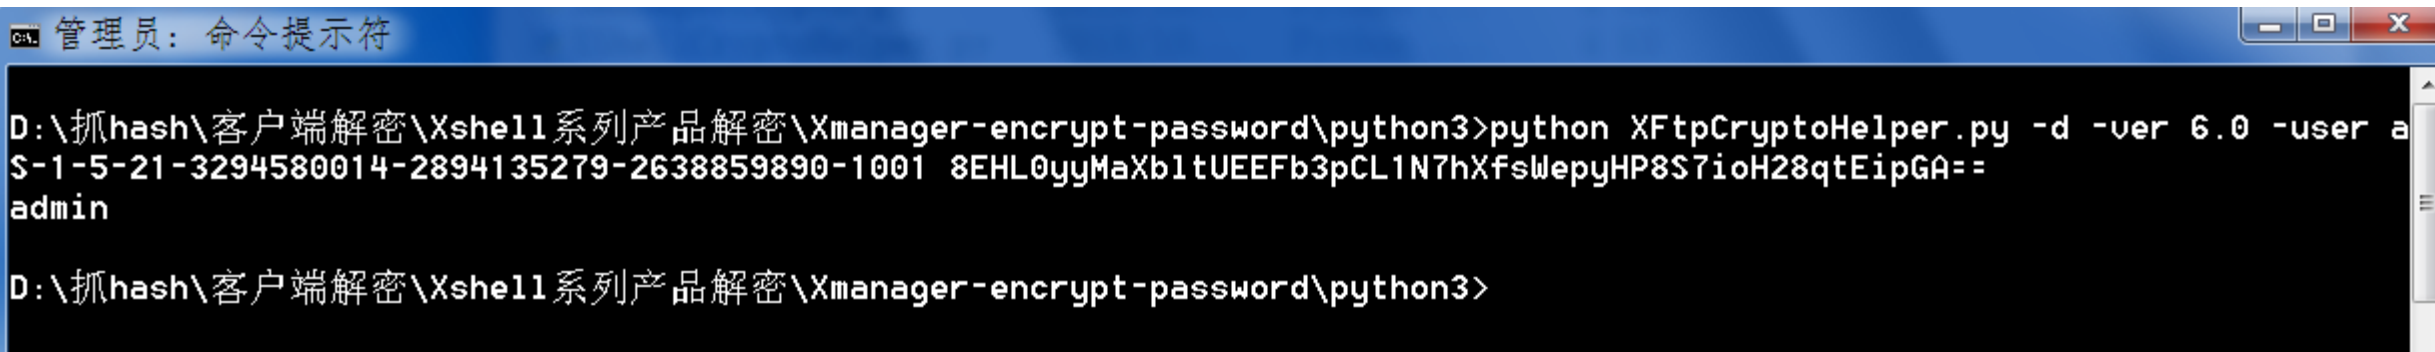 管理员: 命令提示符
D:\抓hash\客户端解密\Xshell系列产品解密\Xmanager-encrypt-password\python3>python XFtpCryptoHelper.py -d -ver 6.0 -user a
S-1-5-21-3294580014-2894135279-2638859890-1001 8EHL0yyMaXbltUEEFb3pCL1N7hXfsWepyHP8S7ioH28qtEipGA==
admin
D:\抓hash\客户端解密\Xshell系列产品解密\Xmanager-encrypt-password\python3>